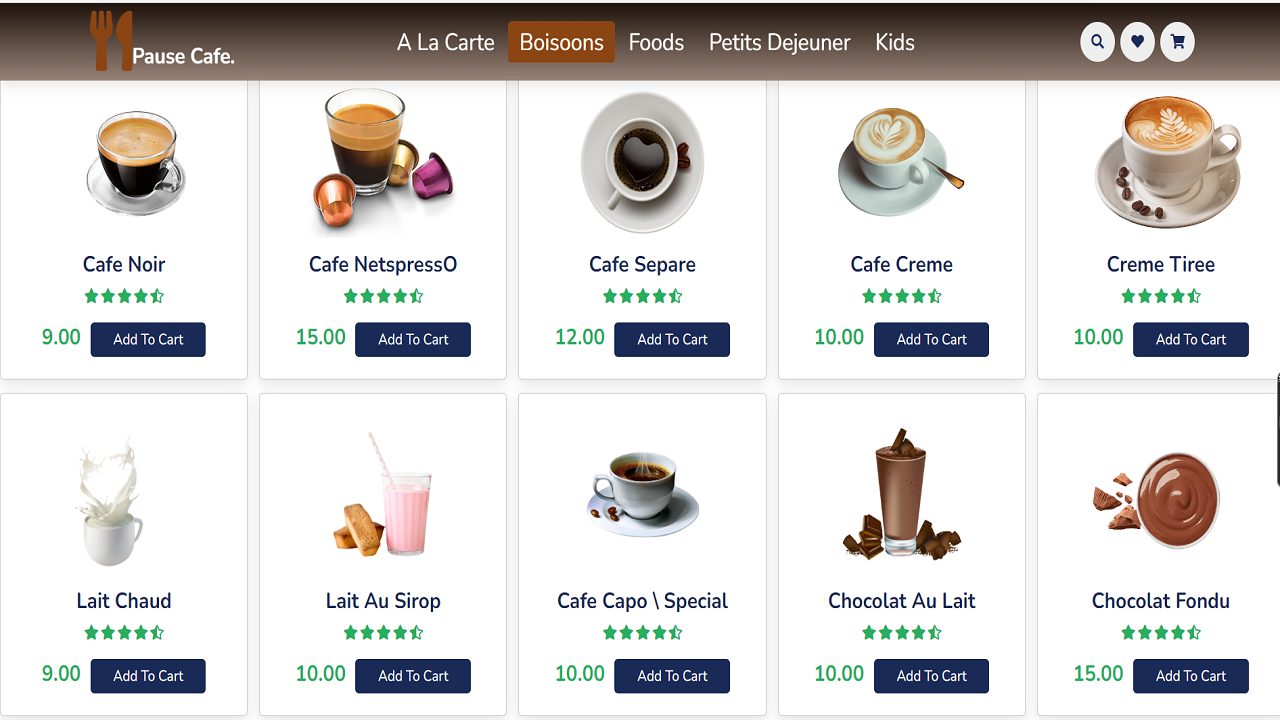 Pause Cafe.
A La Carte Boisoons Foods Petits Dejeuner Kids
Cafe Noir
9.00 Add To Cart
Cafe NetspressO
15.00 Add To Cart
Cafe Separe
12.00 Add To Cart
Cafe Creme
10.00 Add To Cart
Creme Tiree
10.00 Add To Cart
Lait Chaud
9.00 Add To Cart
Lait Au Sirop
10.00 Add To Cart
Cafe Capo \ Special
10.00 Add To Cart
Chocolat Au Lait
10.00 Add To Cart
Chocolat Fondu
15.00 Add To Cart